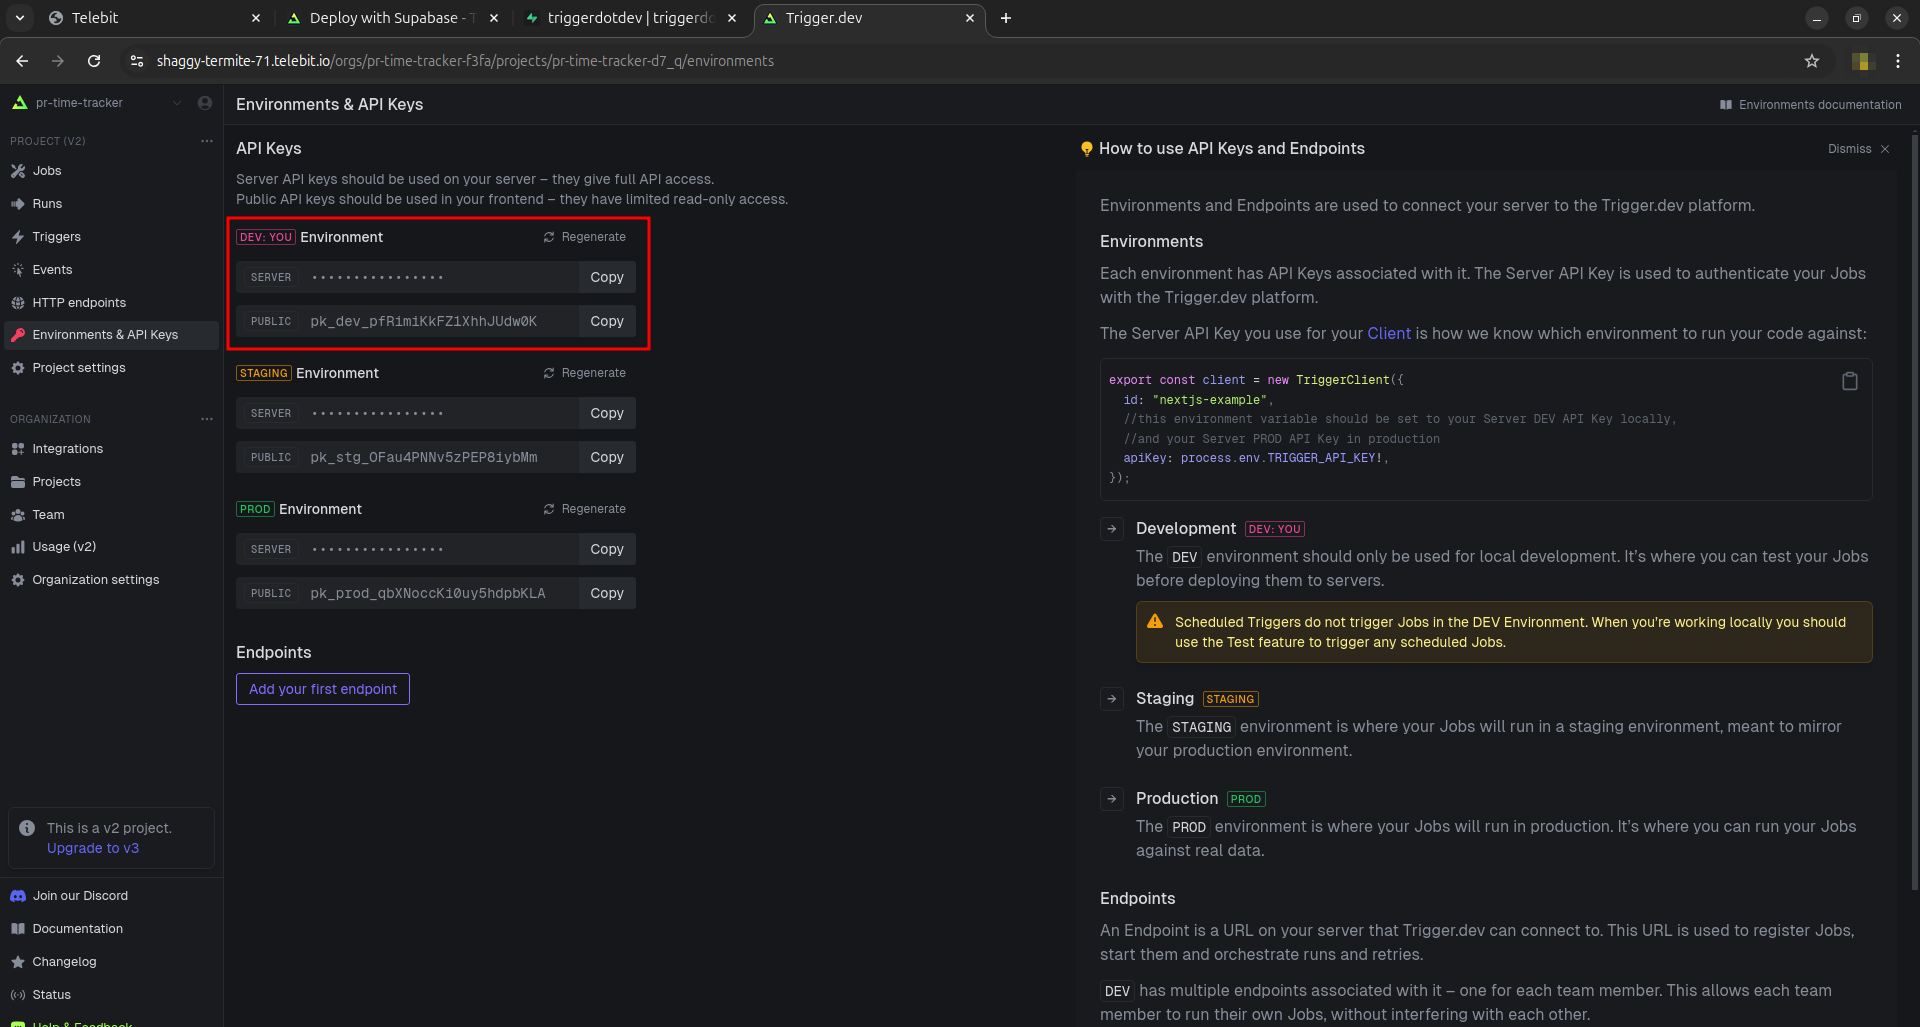 Telebit
Deploy with Supabase - T
triggerdotdev | triggerdo
Trigger.dev
shaggy-termite-71.telebit.io/orgs/pr-time-tracker-f3fa/projects/pr-time-tracker-d7_q/environments
pr-time-tracker
PROJECT (V2)
Jobs
Runs
Triggers
Events
HTTP endpoints
Environments & API Keys
Project settings
ORGANIZATION
Integrations
Projects
Team
Usage (v2)
Organization settings
This is a v2 project.
Upgrade to v3
Join our Discord
Documentation
Changelog
Status
Help & Feedback
Environments & API Keys
Environments documentation
API Keys
Server API keys should be used on your server – they give full API access.
Public API keys should be used in your frontend – they have limited read-only access.
DEV: YOU Environment Regenerate
SERVER •••••••••••••••• Copy
PUBLIC pk_dev_pfRimiKkFZ1XhhJUdw0K Copy
STAGING Environment Regenerate
SERVER •••••••••••••••• Copy
PUBLIC pk_stg_OFau4PNNv5zPEP8iybMm Copy
PROD Environment Regenerate
SERVER •••••••••••••••• Copy
PUBLIC pk_prod_qbXNoccKi0uy5hdpbKLA Copy
Endpoints
Add your first endpoint
How to use API Keys and Endpoints
Dismiss
Environments and Endpoints are used to connect your server to the Trigger.dev platform.
Environments
Each environment has API Keys associated with it. The Server API Key is used to authenticate your Jobs
with the Trigger.dev platform.
The Server API Key you use for your Client is how we know which environment to run your code against:
export const client = new TriggerClient({
id: "nextjs-example",
//this environment variable should be set to your Server DEV API Key locally,
//and your Server PROD API Key in production
apiKey: process.env.TRIGGER_API_KEY!,
});
Development DEV: YOU
The DEV environment should only be used for local development. It's where you can test your Jobs
before deploying them to servers.
Scheduled Triggers do not trigger Jobs in the DEV Environment. When you're working locally you should
use the Test feature to trigger any scheduled Jobs.
Staging STAGING
The STAGING environment is where your Jobs will run in a staging environment, meant to mirror
your production environment.
Production PROD
The PROD environment is where your Jobs will run in production. It's where you can run your Jobs
against real data.
Endpoints
An Endpoint is a URL on your server that Trigger.dev can connect to. This URL is used to register Jobs,
start them and orchestrate runs and retries.
DEV has multiple endpoints associated with it – one for each team member. This allows each team
member to run their own Jobs, without interfering with each other.